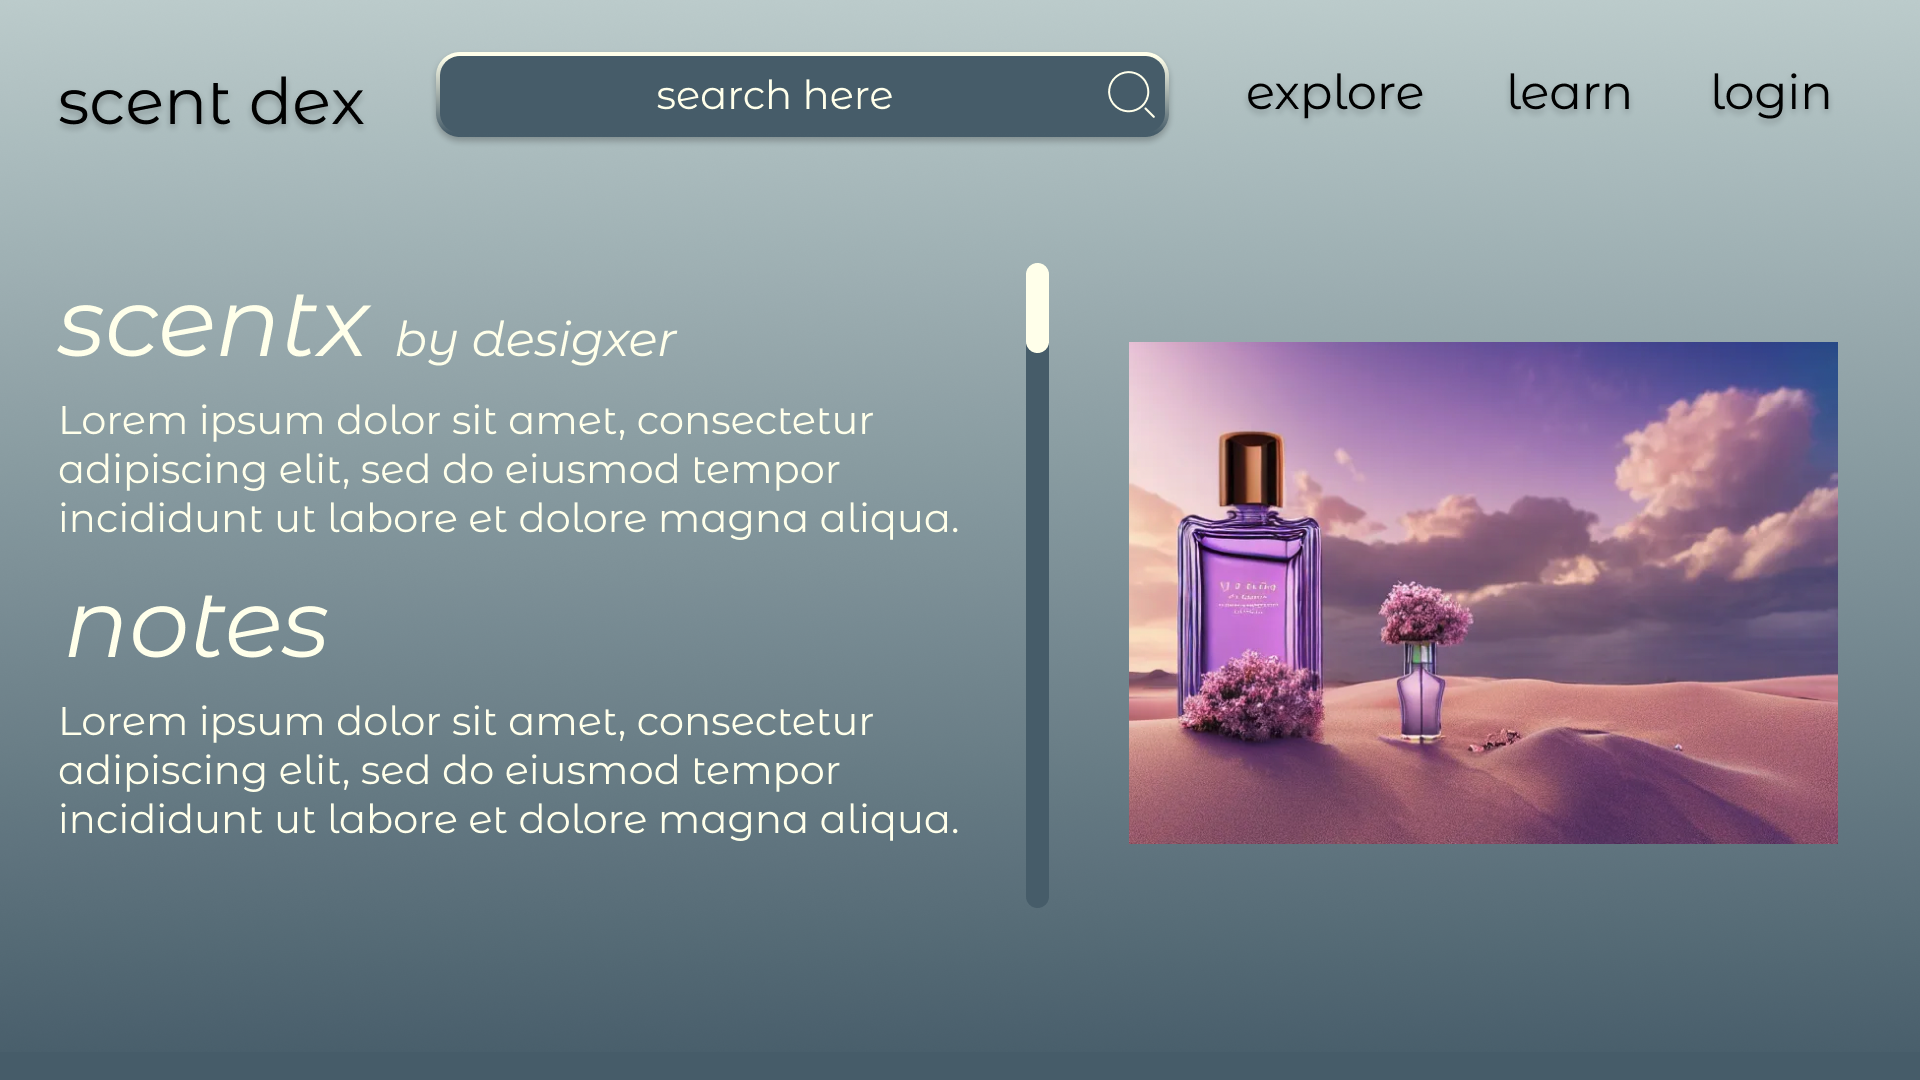 scent dex
search here
explore
learn
login
scentx by desigxer
Lorem ipsum dolor sit amet, consectetur
adipiscing elit, sed do eiusmod tempor
incididunt ut labore et dolore magna aliqua.
notes
Lorem ipsum dolor sit amet, consectetur
adipiscing elit, sed do eiusmod tempor
incididunt ut labore et dolore magna aliqua.